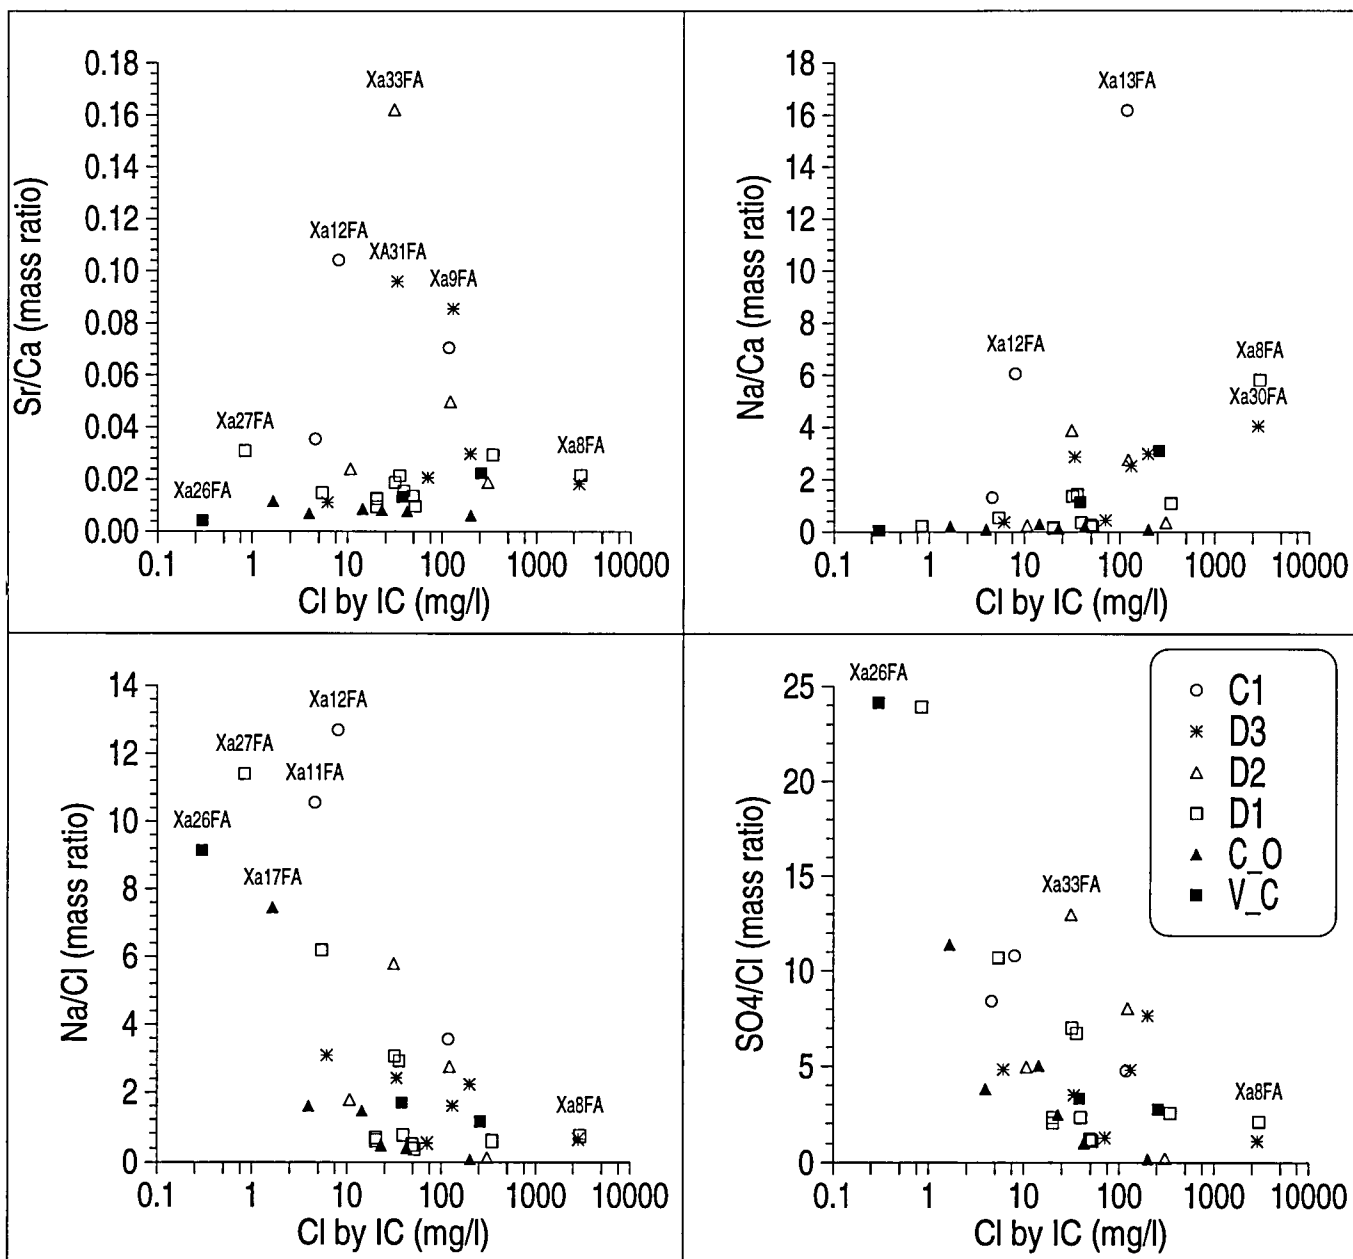 0.18
0.16
0.14
0.12
0.10
0.08
0.06
0.04
0.02
0.00
Sr/Ca (mass ratio)
Xa33FA
Xa12FA
XA31FA
Xa9FA
Xa27FA
Xa8FA
Xa26FA
0.1 1 10 100 1000 10000
Cl by IC (mg/l)
18
16
14
12
10
8
6
4
2
0
Na/Ca (mass ratio)
Xa13FA
Xa12FA
Xa8FA
Xa30FA
0.1 1 10 100 1000 10000
Cl by IC (mg/l)
14
12
10
8
6
4
2
0
Na/Cl (mass ratio)
Xa12FA
Xa27FA
Xa11FA
Xa26FA
Xa17FA
Xa8FA
0.1 1 10 100 1000 10000
Cl by IC (mg/l)
25
20
15
10
5
0
SO4/Cl (mass ratio)
Xa26FA
Xa33FA
Xa8FA
0.1 1 10 100 1000 10000
Cl by IC (mg/l)
C1
D3
D2
D1
C_O
V_C